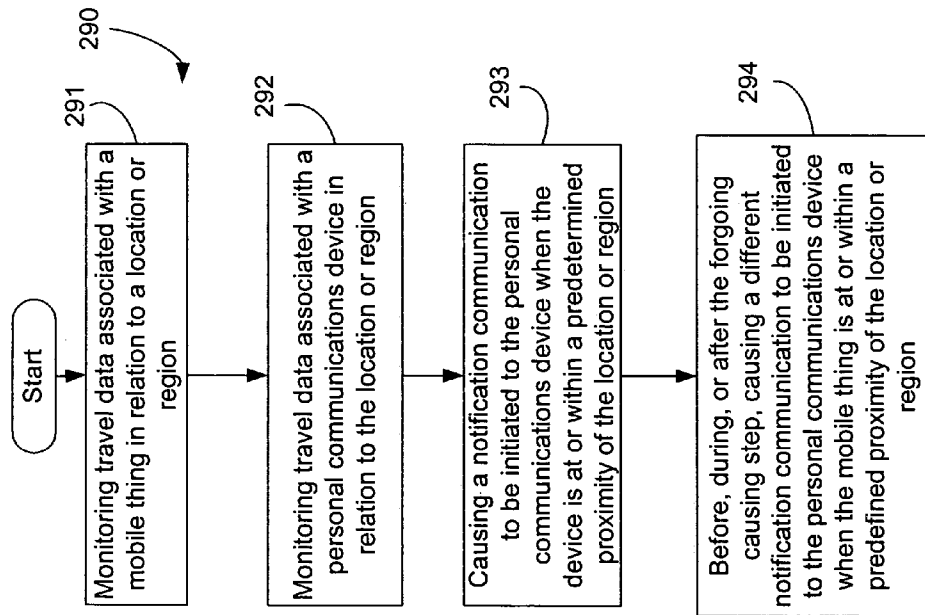 290
Start
291
Monitoring travel data associated with a
mobile thing in relation to a location or
region
292
Monitoring travel data associated with a
personal communications device in
relation to the location or region
293
Causing a notification communication
to be initiated to the personal
communications device when the
device is at or within a predetermined
proximity of the location or region
294
Before, during, or after the forgoing
causing step, causing a different
notification communication to be initiated
to the personal communications device
when the mobile thing is at or within a
predefined proximity of the location or
region